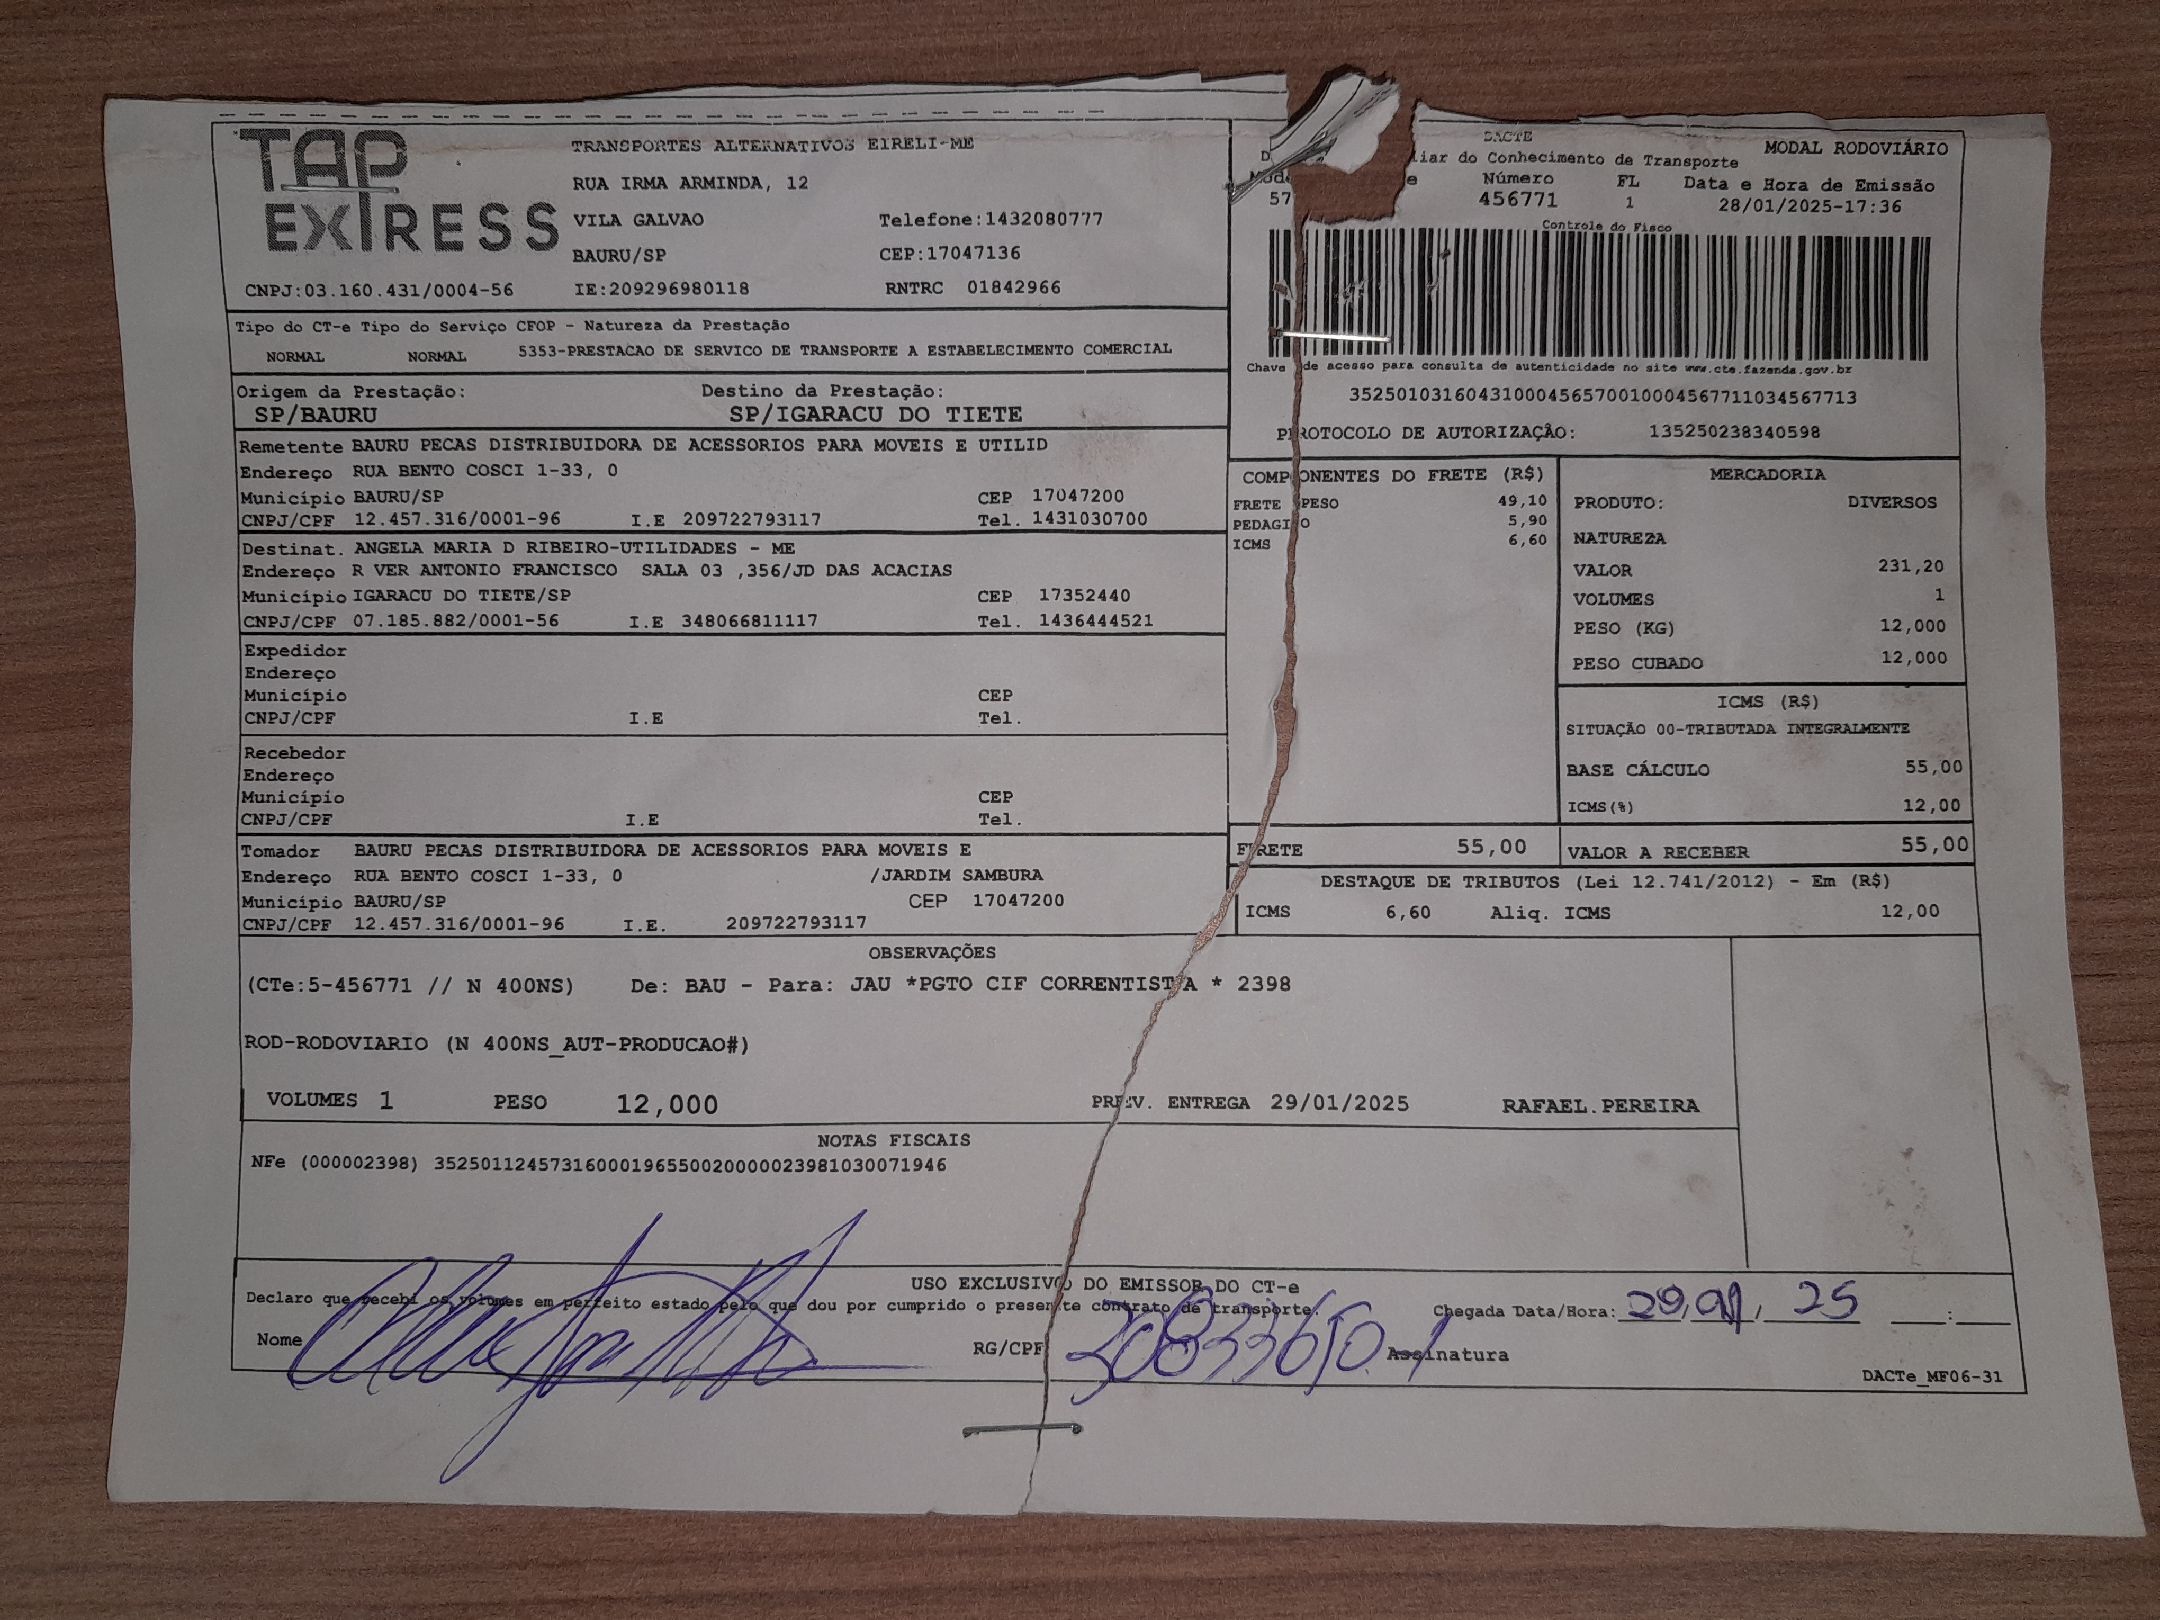 TAP
EXPRESS
TRANSPORTES ALTERNATIVOS EIRELI-ME
RUA IRMA ARMINDA, 12
VILA GALVAO Telefone:1432080777
BAURU/SP CEP:17047136
CNPJ:03.160.431/0004-56 IE:209296980118 RNTRC 01842966
DACTE MODAL RODOVIÁRIO
D liar do Conhecimento de Transporte
Mode e Número FL Data e Hora de Emissão
57 456771 1 28/01/2025-17:36
Controle do Fisco
Chave de acesso para consulta de autenticidade no site www.cte.fazenda.gov.br
35250103160431000456570010004567711034567713
PROTOCOLO DE AUTORIZAÇÃO: 135250238340598
Tipo do CT-e Tipo do Serviço CFOP - Natureza da Prestação
NORMAL NORMAL 5353-PRESTACAO DE SERVICO DE TRANSPORTE A ESTABELECIMENTO COMERCIAL
Origem da Prestação: Destino da Prestação:
SP/BAURU SP/IGARACU DO TIETE
Remetente BAURU PECAS DISTRIBUIDORA DE ACESSORIOS PARA MOVEIS E UTILID
Endereço RUA BENTO COSCI 1-33, 0
Município BAURU/SP CEP 17047200
CNPJ/CPF 12.457.316/0001-96 I.E 209722793117 Tel. 1431030700
Destinat. ANGELA MARIA D RIBEIRO-UTILIDADES - ME
Endereço R VER ANTONIO FRANCISCO SALA 03 ,356/JD DAS ACACIAS
Município IGARACU DO TIETE/SP CEP 17352440
CNPJ/CPF 07.185.882/0001-56 I.E 348066811117 Tel. 1436444521
Expedidor
Endereço
Município CEP
CNPJ/CPF I.E Tel.
Recebedor
Endereço
Município CEP
CNPJ/CPF I.E Tel.
Tomador BAURU PECAS DISTRIBUIDORA DE ACESSORIOS PARA MOVEIS E
Endereço RUA BENTO COSCI 1-33, 0 /JARDIM SAMBURA
Município BAURU/SP CEP 17047200
CNPJ/CPF 12.457.316/0001-96 I.E. 209722793117
COMPONENTES DO FRETE (R$)
FRETE PESO 49,10
PEDAGIO 5,90
ICMS 6,60
MERCADORIA
PRODUTO: DIVERSOS
NATUREZA
VALOR 231,20
VOLUMES 1
PESO (KG) 12,000
PESO CUBADO 12,000
ICMS (R$)
SITUAÇÃO 00-TRIBUTADA INTEGRALMENTE
BASE CÁLCULO 55,00
ICMS(%) 12,00
FRETE 55,00 VALOR A RECEBER 55,00
DESTAQUE DE TRIBUTOS (Lei 12.741/2012) - Em (R$)
ICMS 6,60 Aliq. ICMS 12,00
OBSERVAÇÕES
(CTe:5-456771 // N 400NS) De: BAU - Para: JAU *PGTO CIF CORRENTISTA * 2398
ROD-RODOVIARIO (N 400NS_AUT-PRODUCAO#)
VOLUMES 1 PESO 12,000 PREV. ENTREGA 29/01/2025 RAFAEL.PEREIRA
NOTAS FISCAIS
NFe (000002398) 35250112457316000196550020000023981030071946
USO EXCLUSIVO DO EMISSOR DO CT-e
Declaro que recebi os volumes em perfeito estado pelo que dou por cumprido o presente contrato de transporte. Chegada Data/Hora: 29,01, 25 :
Nome RG/CPF Assinatura
DACTe_MF06-31